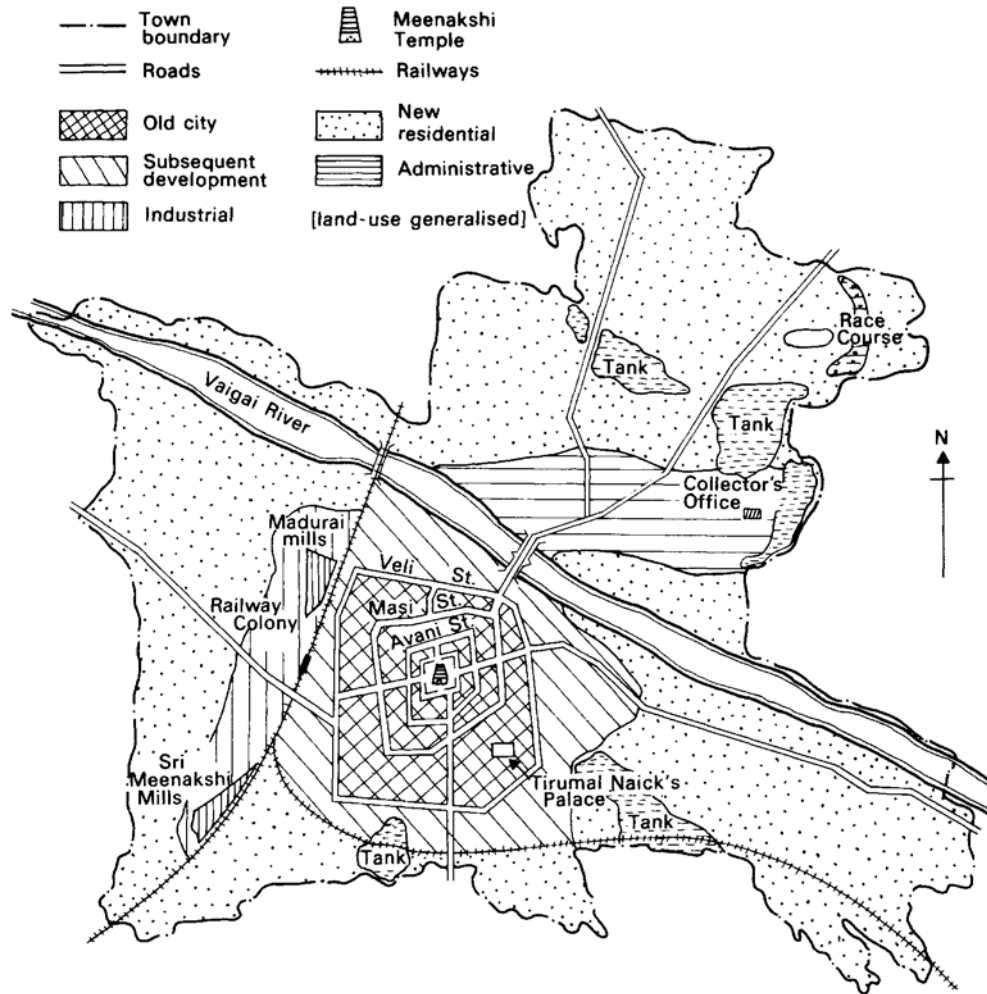 Town
boundary
Meenakshi
Temple
Roads
Railways
Old city
New
residential
Subsequent
development
Administrative
Industrial
[land-use generalised]
Race
Course
Tank
Vaigai River
Tank
N
Collector's
Office
Madurai
mills
Veli St.
Masi St.
Railway
Colony
Avani St.
Sri
Meenakshi
Mills
Tirumai Naick's
Palace
Tank
Tank